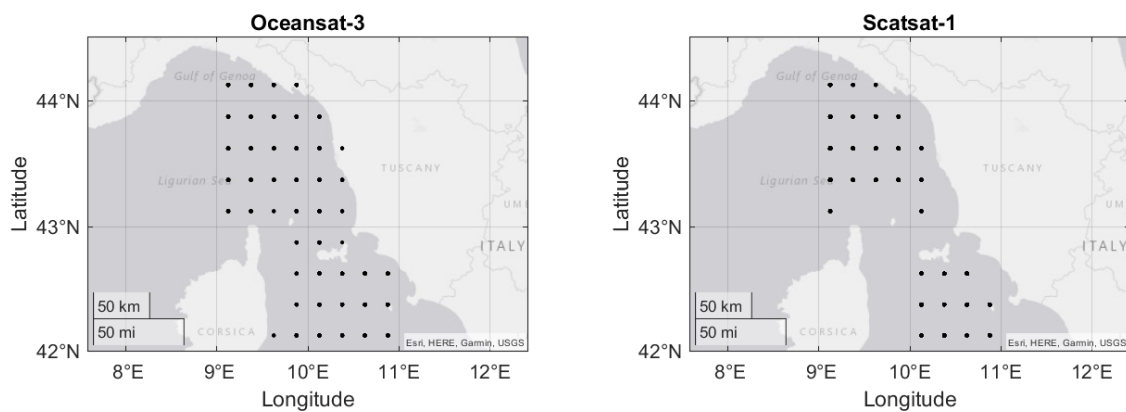 Oceansat-3
Gulf of Genoa
44°N
TUSCANY
Ligurian Sea
Latitude
UM
43°N
ITALY
50 km
50 mi
CORSICA
Esri, HERE, Garmin, USGS
42°N
8°E 9°E 10°E 11°E 12°E
Longitude
Scatsat-1
Gulf of Genoa
44°N
TUSCANY
Ligurian Sea
Latitude
UMB
43°N
ITALY
50 km
50 mi
CORSICA
Esri, HERE, Garmin, USGS
42°N
8°E 9°E 10°E 11°E 12°E
Longitude